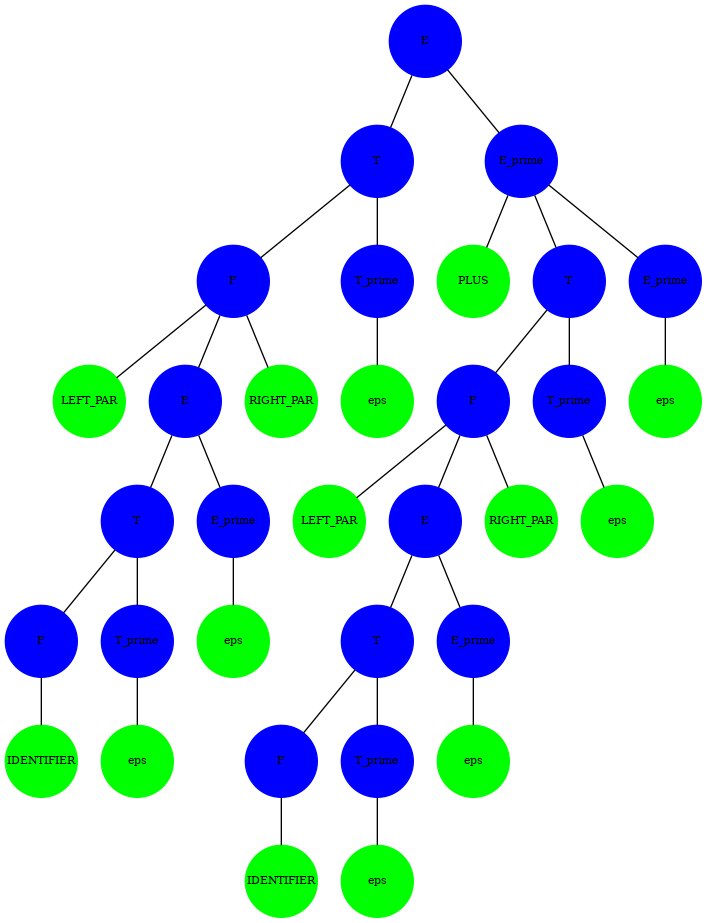 E
T
E_prime
F
T_prime
PLUS
T
E_prime
LEFT_PAR
E
RIGHT_PAR
eps
F
T_prime
eps
T
E_prime
LEFT_PAR
E
RIGHT_PAR
eps
F
T_prime
eps
T
E_prime
IDENTIFIER
eps
F
T_prime
eps
IDENTIFIER
eps